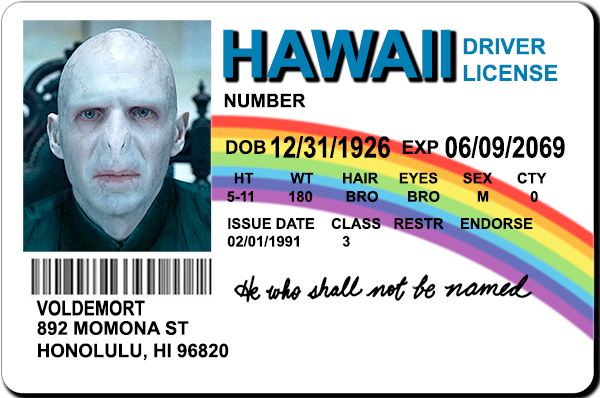 HAWAII DRIVER LICENSE
NUMBER
DOB 12/31/1926 EXP 06/09/2069
HT WT HAIR EYES SEX CTY
5-11 180 BRO BRO M 0
ISSUE DATE CLASS RESTR ENDORSE
02/01/1991 3
He who shall not be named
VOLDEMORT
892 MOMONA ST
HONOLULU, HI 96820